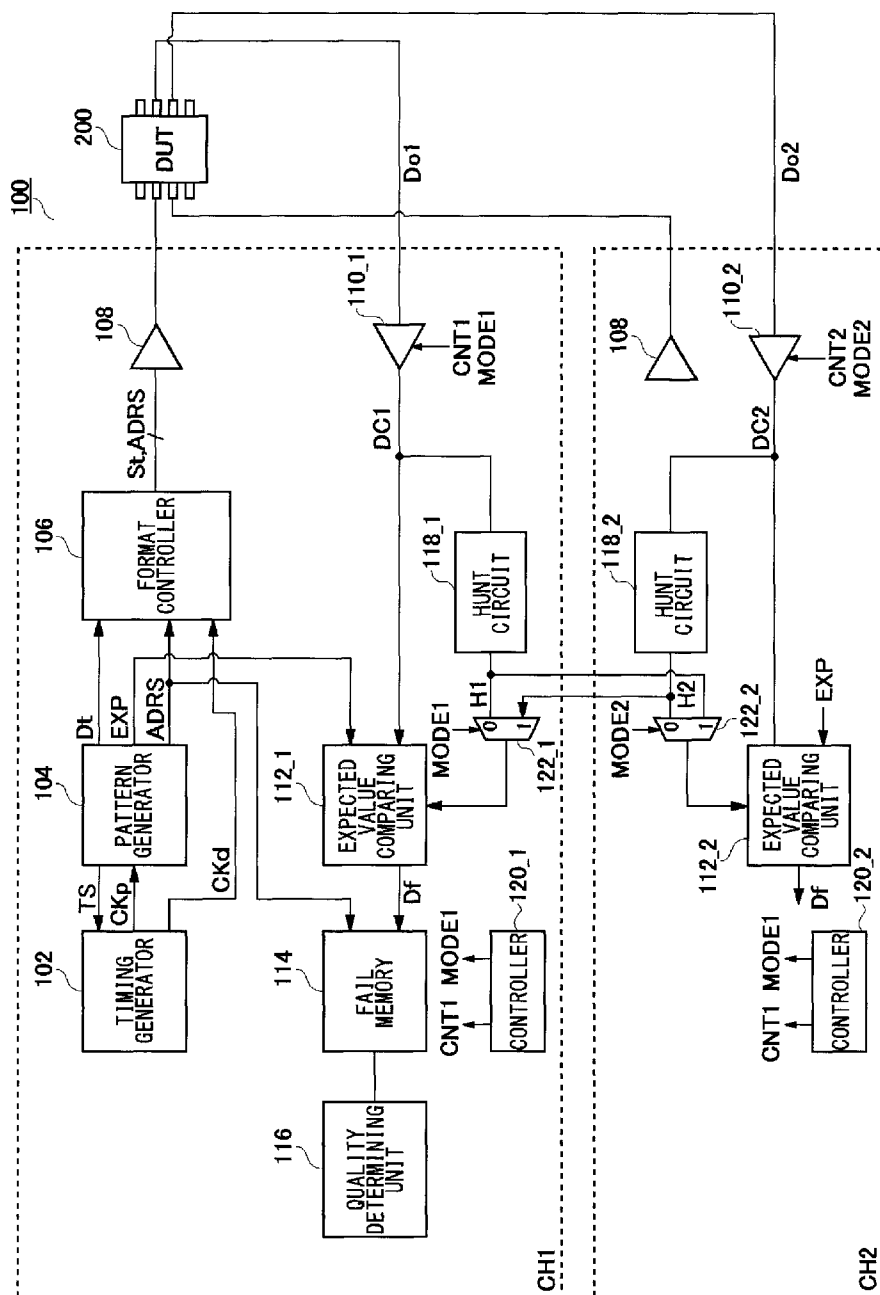 100
200
DUT
Do1
Do2
108
St,ADRS
106
FORMAT
CONTROLLER
Dt
EXP
ADRS
104
PATTERN
GENERATOR
TS
CKp
CKd
102
TIMING
GENERATOR
110_1
CNT1
MODE1
DC1
118_1
HUNT
CIRCUIT
H1
MODE1
0
1
122_1
112_1
EXPECTED
VALUE
COMPARING
UNIT
Df
114
FAIL
MEMORY
116
QUALITY
DETERMINING
UNIT
CNT1
MODE1
120_1
CONTROLLER
CH1
108
110_2
CNT2
MODE2
DC2
118_2
HUNT
CIRCUIT
H2
MODE2
0
1
122_2
112_2
EXPECTED
VALUE
COMPARING
UNIT
EXP
Df
CNT1
MODE1
120_2
CONTROLLER
CH2